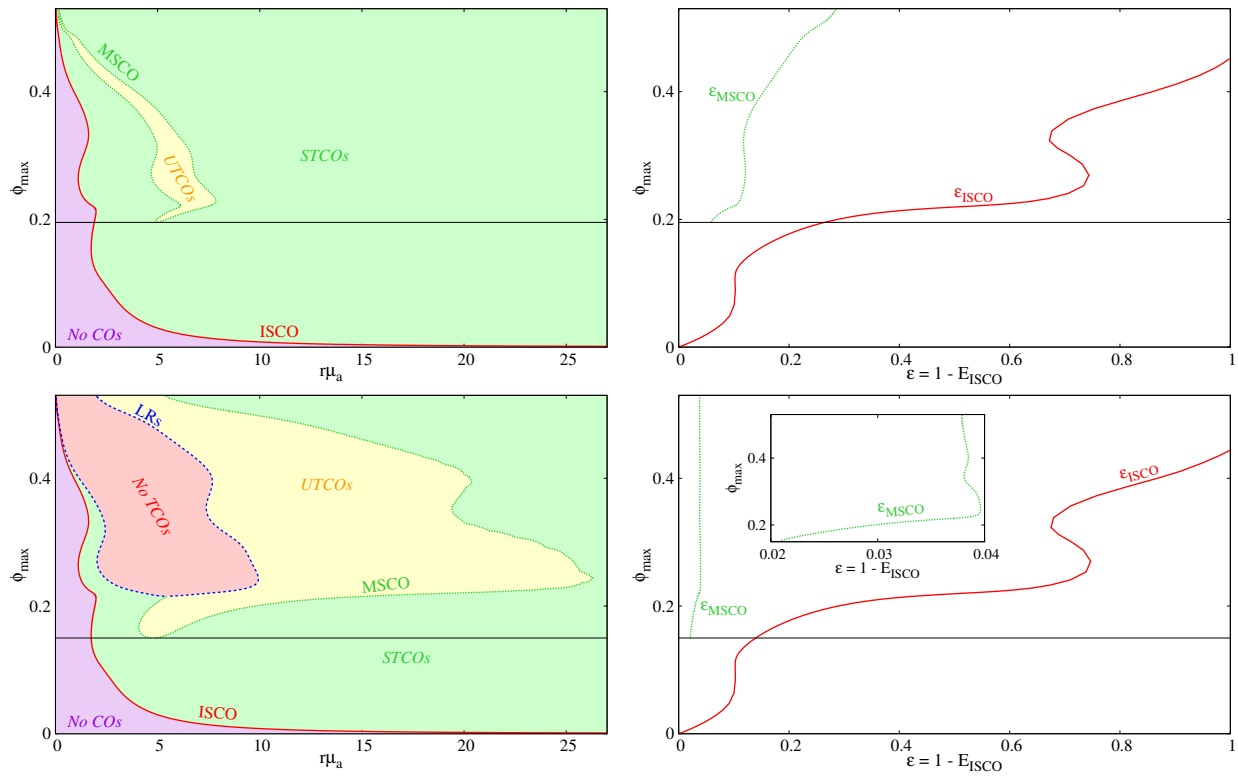 MSCO
UTCOs
STCOs
No COs
ISCO
ϕmax
0
0.2
0.4
0
5
10
15
20
25
rμa
εMSCO
εISCO
ϕmax
0
0.2
0.4
0
0.2
0.4
0.6
0.8
1
ε = 1 - EISCO
LRs
No TCOs
UTCOs
MSCO
STCOs
No COs
ISCO
ϕmax
0
0.2
0.4
0
5
10
15
20
25
rμa
εISCO
εMSCO
ϕmax
0.2
0.4
εMSCO
0.02
0.03
0.04
ε = 1 - EISCO
ϕmax
0
0.2
0.4
0
0.2
0.4
0.6
0.8
1
ε = 1 - EISCO